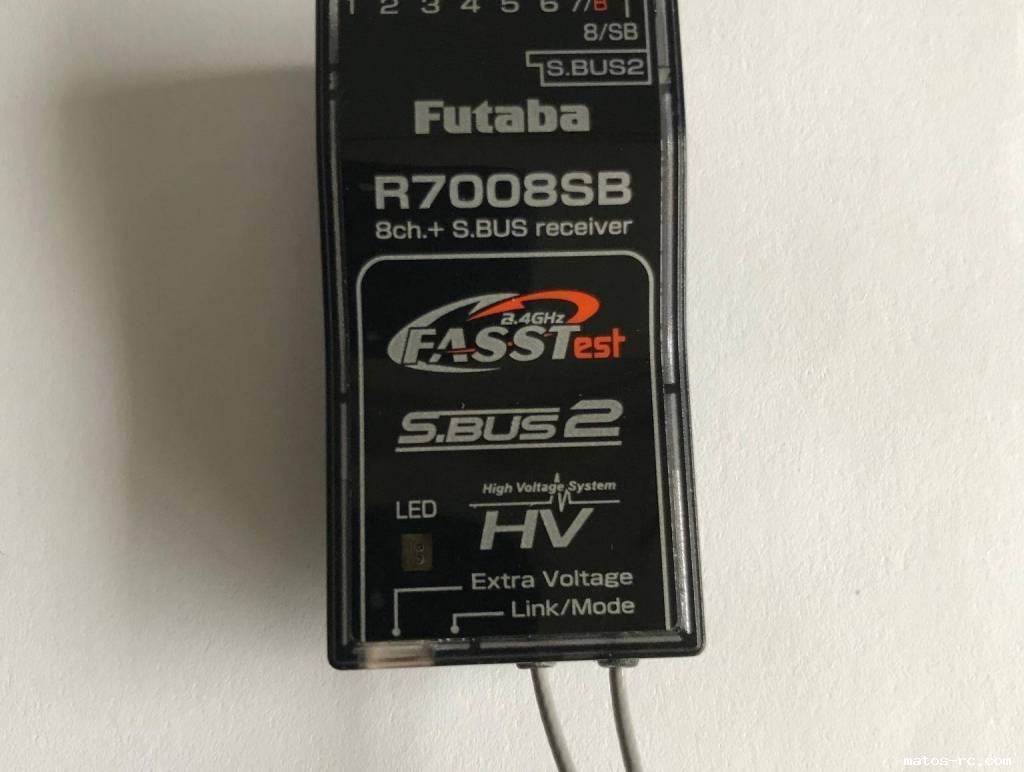 1 2 3 4 5 6 7/B
8/SB
S.BUS2
Futaba
R7008SB
8ch.+ S.BUS receiver
2.4GHz
FASSTest
S.BUS2
High Voltage System
HV
LED
Extra Voltage
Link/Mode
matos-rc.com